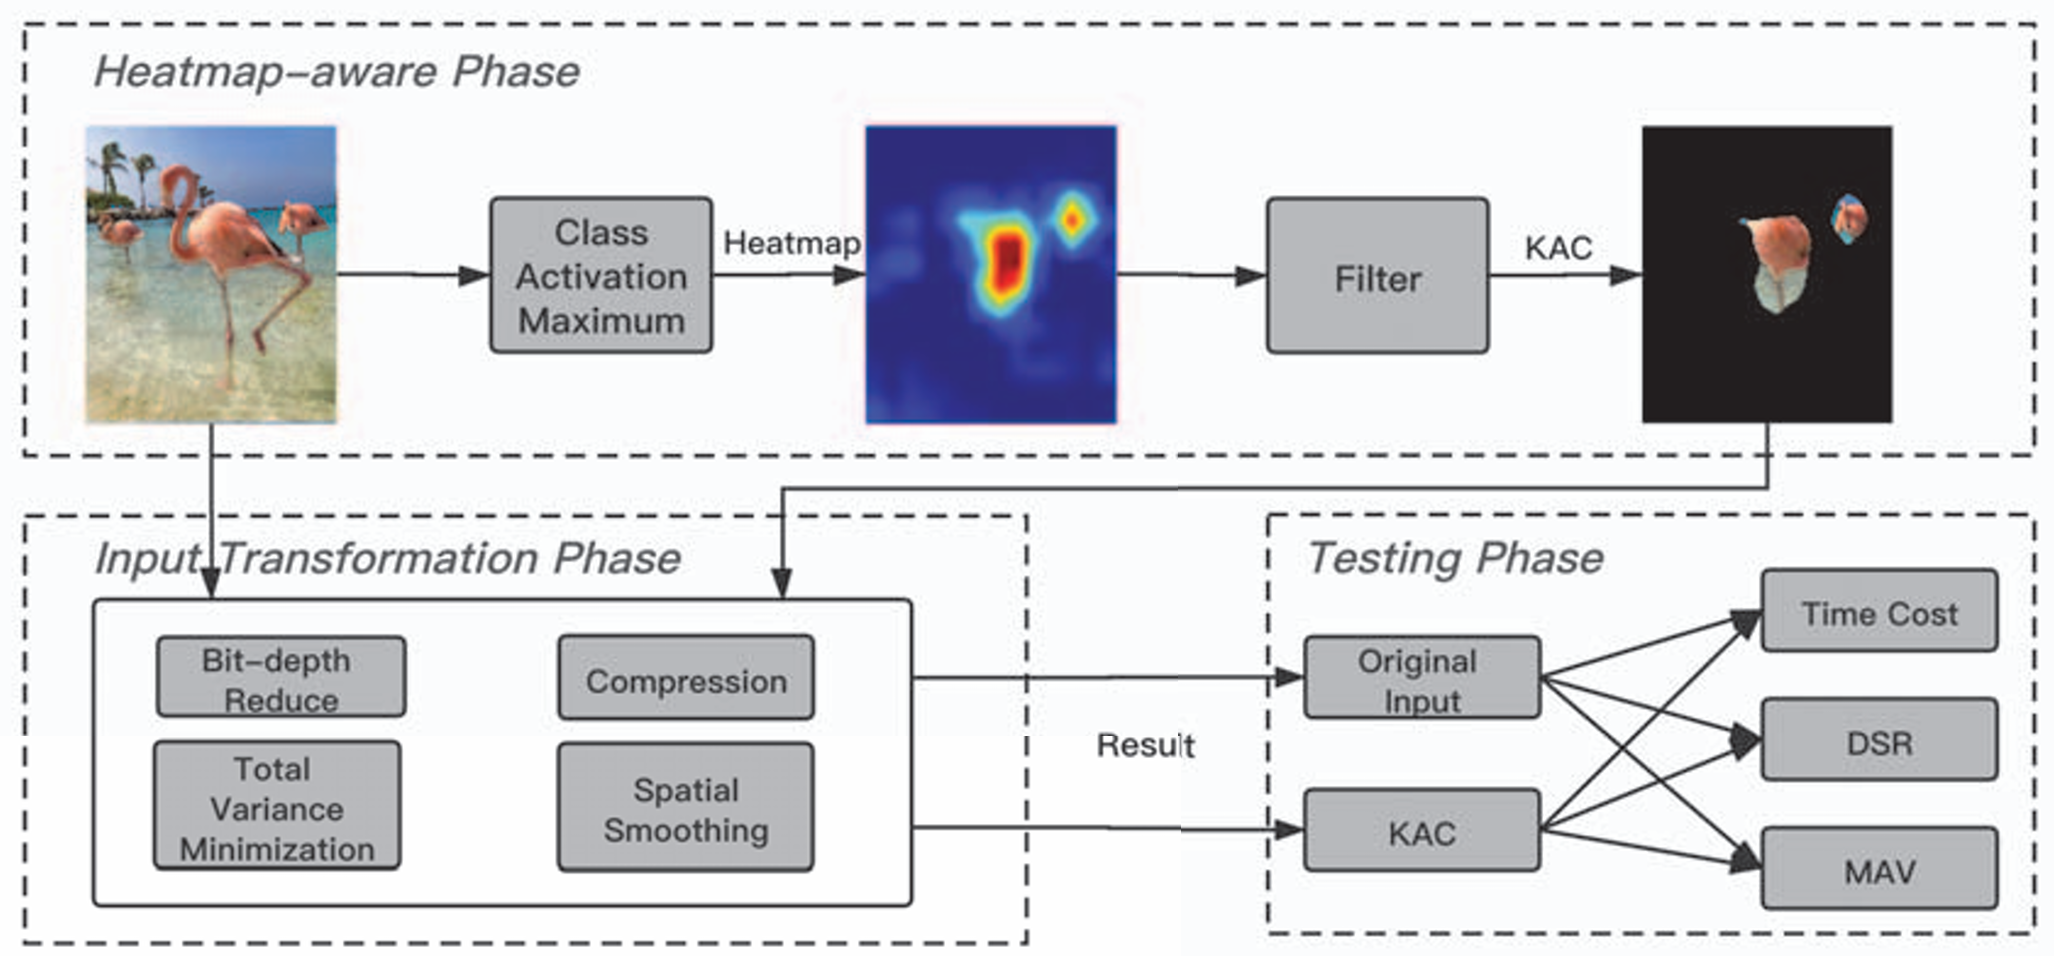 Heatmap-aware Phase
Class
Activation
Maximum
Heatmap
Filter
KAC
Input Transformation Phase
Bit-depth
Reduce
Compression
Total
Variance
Minimization
Spatial
Smoothing
Result
Testing Phase
Original
Input
KAC
Time Cost
DSR
MAV